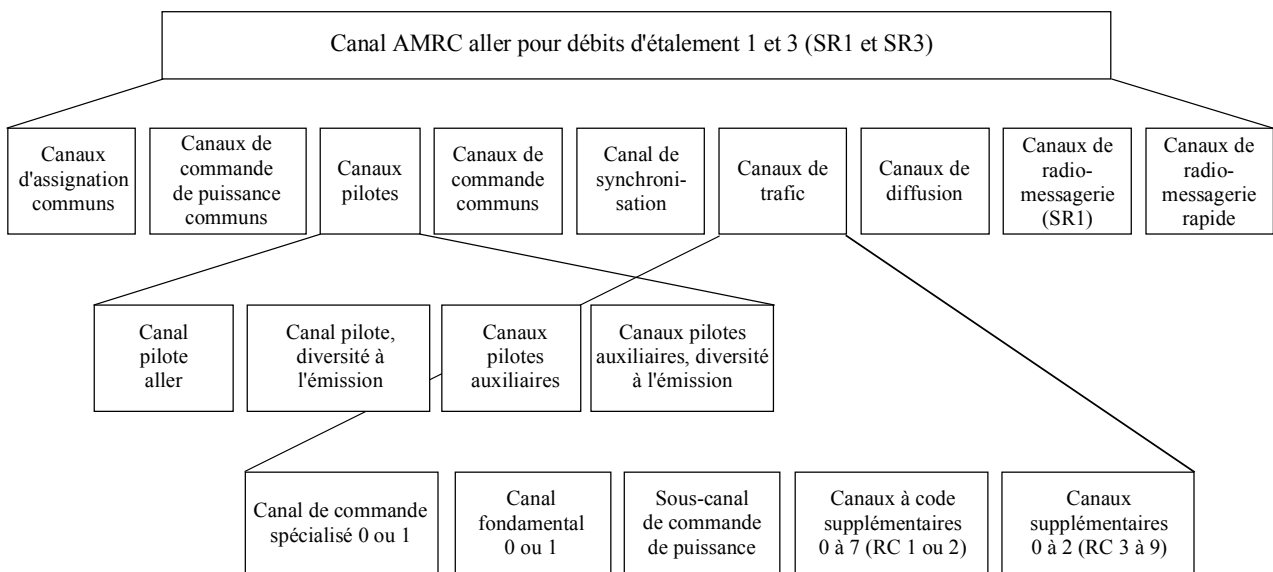 Canal AMRC aller pour débits d'étalement 1 et 3 (SR1 et SR3)
Canaux
d'assignation
communs
Canaux de
commande
de puissance
communs
Canaux
pilotes
Canaux de
commande
communs
Canal de
synchroni-
sation
Canaux de
trafic
Canaux de
diffusion
Canaux de
radio-
messagerie
(SR1)
Canaux de
radio-
messagerie
rapide
Canal
pilote
aller
Canal pilote,
diversité à
l'émission
Canaux
pilotes
auxiliaires
Canaux pilotes
auxiliaires, diversité
à l'émission
Canal de commande
spécialisé 0 ou 1
Canal
fondamental
0 ou 1
Sous-canal
de commande
de puissance
Canaux à code
supplémentaires
0 à 7 (RC 1 ou 2)
Canaux
supplémentaires
0 à 2 (RC 3 à 9)